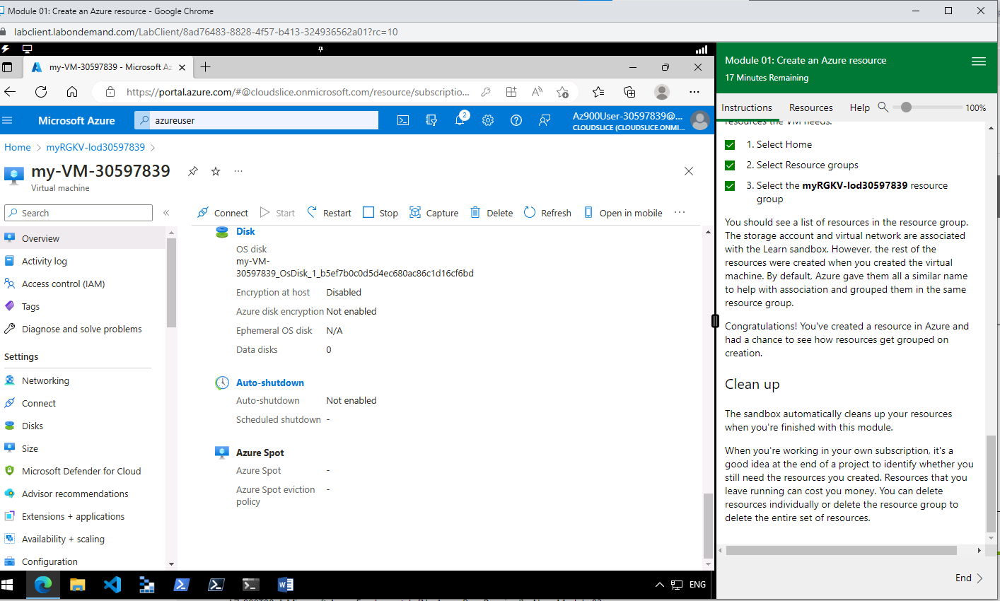 Module 01: Create an Azure resource - Google Chrome
labclient.labondemand.com/LabClient/8ad76483-8828-4f57-b413-324936562a01?rc=10
my-VM-30597839 - Microsoft Az
https://portal.azure.com/#@cloudslice.onmicrosoft.com/resource/subscriptio...
Microsoft Azure
azureuser
2
Az900User-30597839@...
CLOUDSLICE (CLOUDSLICE.ONMI...
Home > myRGKV-lod30597839 >
my-VM-30597839
Virtual machine
Search
Connect
Start
Restart
Stop
Capture
Delete
Refresh
Open in mobile
Overview
Activity log
Access control (IAM)
Tags
Diagnose and solve problems
Settings
Networking
Connect
Disks
Size
Microsoft Defender for Cloud
Advisor recommendations
Extensions + applications
Availability + scaling
Configuration
Disk
OS disk
my-VM-
30597839_OsDisk_1_b5ef7b0c0d5d4ec680ac86c1d16cf6bd
Encryption at host Disabled
Azure disk encryption Not enabled
Ephemeral OS disk N/A
Data disks 0
Auto-shutdown
Auto-shutdown Not enabled
Scheduled shutdown -
Azure Spot
Azure Spot -
Azure Spot eviction -
policy
ENG
Module 01: Create an Azure resource
17 Minutes Remaining
Instructions Resources Help 100%
resources the VM needs.
1. Select Home
2. Select Resource groups
3. Select the myRGKV-lod30597839 resource
group
You should see a list of resources in the resource group.
The storage account and virtual network are associated
with the Learn sandbox. However, the rest of the
resources were created when you created the virtual
machine. By default, Azure gave them all a similar name
to help with association and grouped them in the same
resource group.
Congratulations! You've created a resource in Azure and
had a chance to see how resources get grouped on
creation.
Clean up
The sandbox automatically cleans up your resources
when you're finished with this module.
When you're working in your own subscription, it's a
good idea at the end of a project to identify whether you
still need the resources you created. Resources that you
leave running can cost you money. You can delete
resources individually or delete the resource group to
delete the entire set of resources.
End